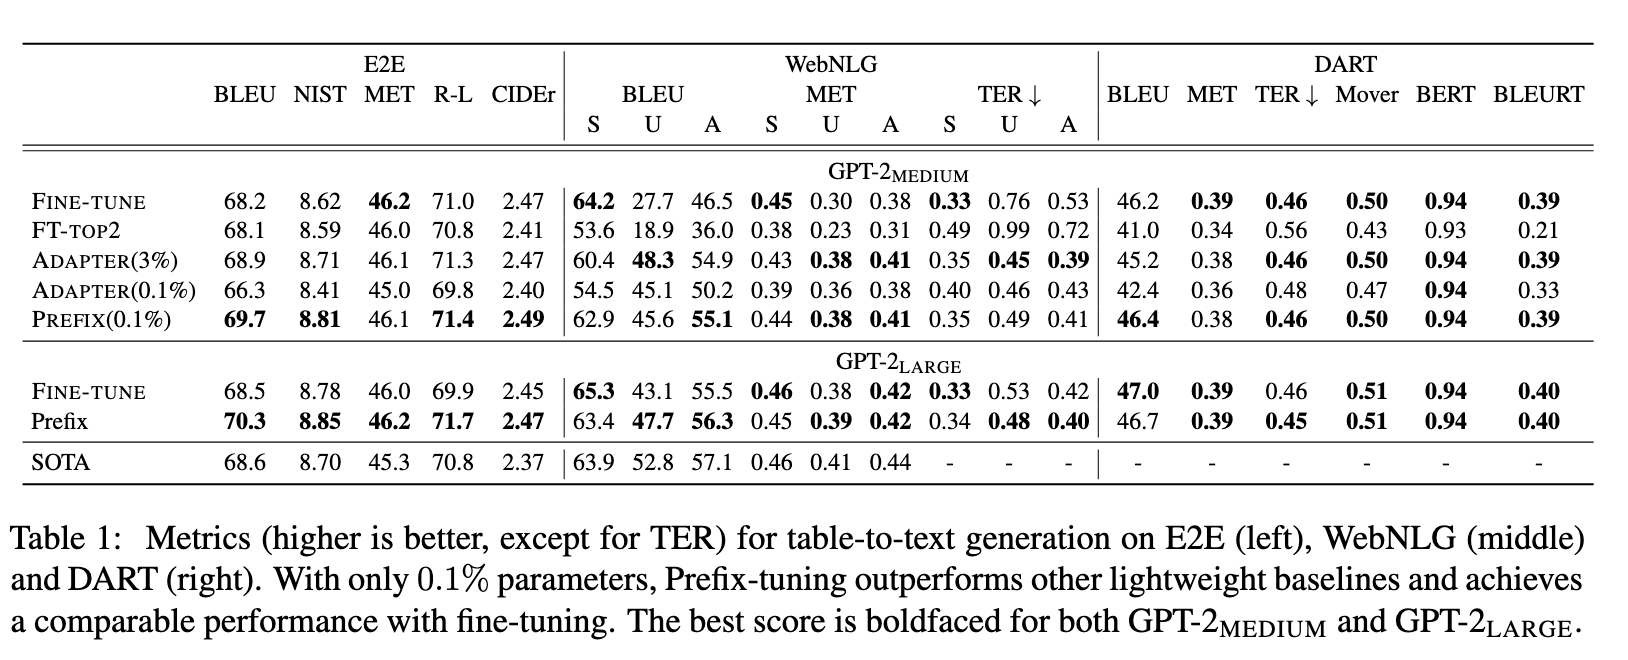 E2E WebNLG DART
BLEU NIST MET R-L CIDEr BLEU MET TER ↓ BLEU MET TER ↓ Mover BERT BLEURT
S U A S U A S U A
GPT-2MEDIUM
FINE-TUNE 68.2 8.62 46.2 71.0 2.47 64.2 27.7 46.5 0.45 0.30 0.38 0.33 0.76 0.53 46.2 0.39 0.46 0.50 0.94 0.39
FT-TOP2 68.1 8.59 46.0 70.8 2.41 53.6 18.9 36.0 0.38 0.23 0.31 0.49 0.99 0.72 41.0 0.34 0.56 0.43 0.93 0.21
ADAPTER(3%) 68.9 8.71 46.1 71.3 2.47 60.4 48.3 54.9 0.43 0.38 0.41 0.35 0.45 0.39 45.2 0.38 0.46 0.50 0.94 0.39
ADAPTER(0.1%) 66.3 8.41 45.0 69.8 2.40 54.5 45.1 50.2 0.39 0.36 0.38 0.40 0.46 0.43 42.4 0.36 0.48 0.47 0.94 0.33
PREFIX(0.1%) 69.7 8.81 46.1 71.4 2.49 62.9 45.6 55.1 0.44 0.38 0.41 0.35 0.49 0.41 46.4 0.38 0.46 0.50 0.94 0.39
GPT-2LARGE
FINE-TUNE 68.5 8.78 46.0 69.9 2.45 65.3 43.1 55.5 0.46 0.38 0.42 0.33 0.53 0.42 47.0 0.39 0.46 0.51 0.94 0.40
Prefix 70.3 8.85 46.2 71.7 2.47 63.4 47.7 56.3 0.45 0.39 0.42 0.34 0.48 0.40 46.7 0.39 0.45 0.51 0.94 0.40
SOTA 68.6 8.70 45.3 70.8 2.37 63.9 52.8 57.1 0.46 0.41 0.44 - - - - - - - - -
Table 1: Metrics (higher is better, except for TER) for table-to-text generation on E2E (left), WebNLG (middle)
and DART (right). With only 0.1% parameters, Prefix-tuning outperforms other lightweight baselines and achieves
a comparable performance with fine-tuning. The best score is boldfaced for both GPT-2MEDIUM and GPT-2LARGE.